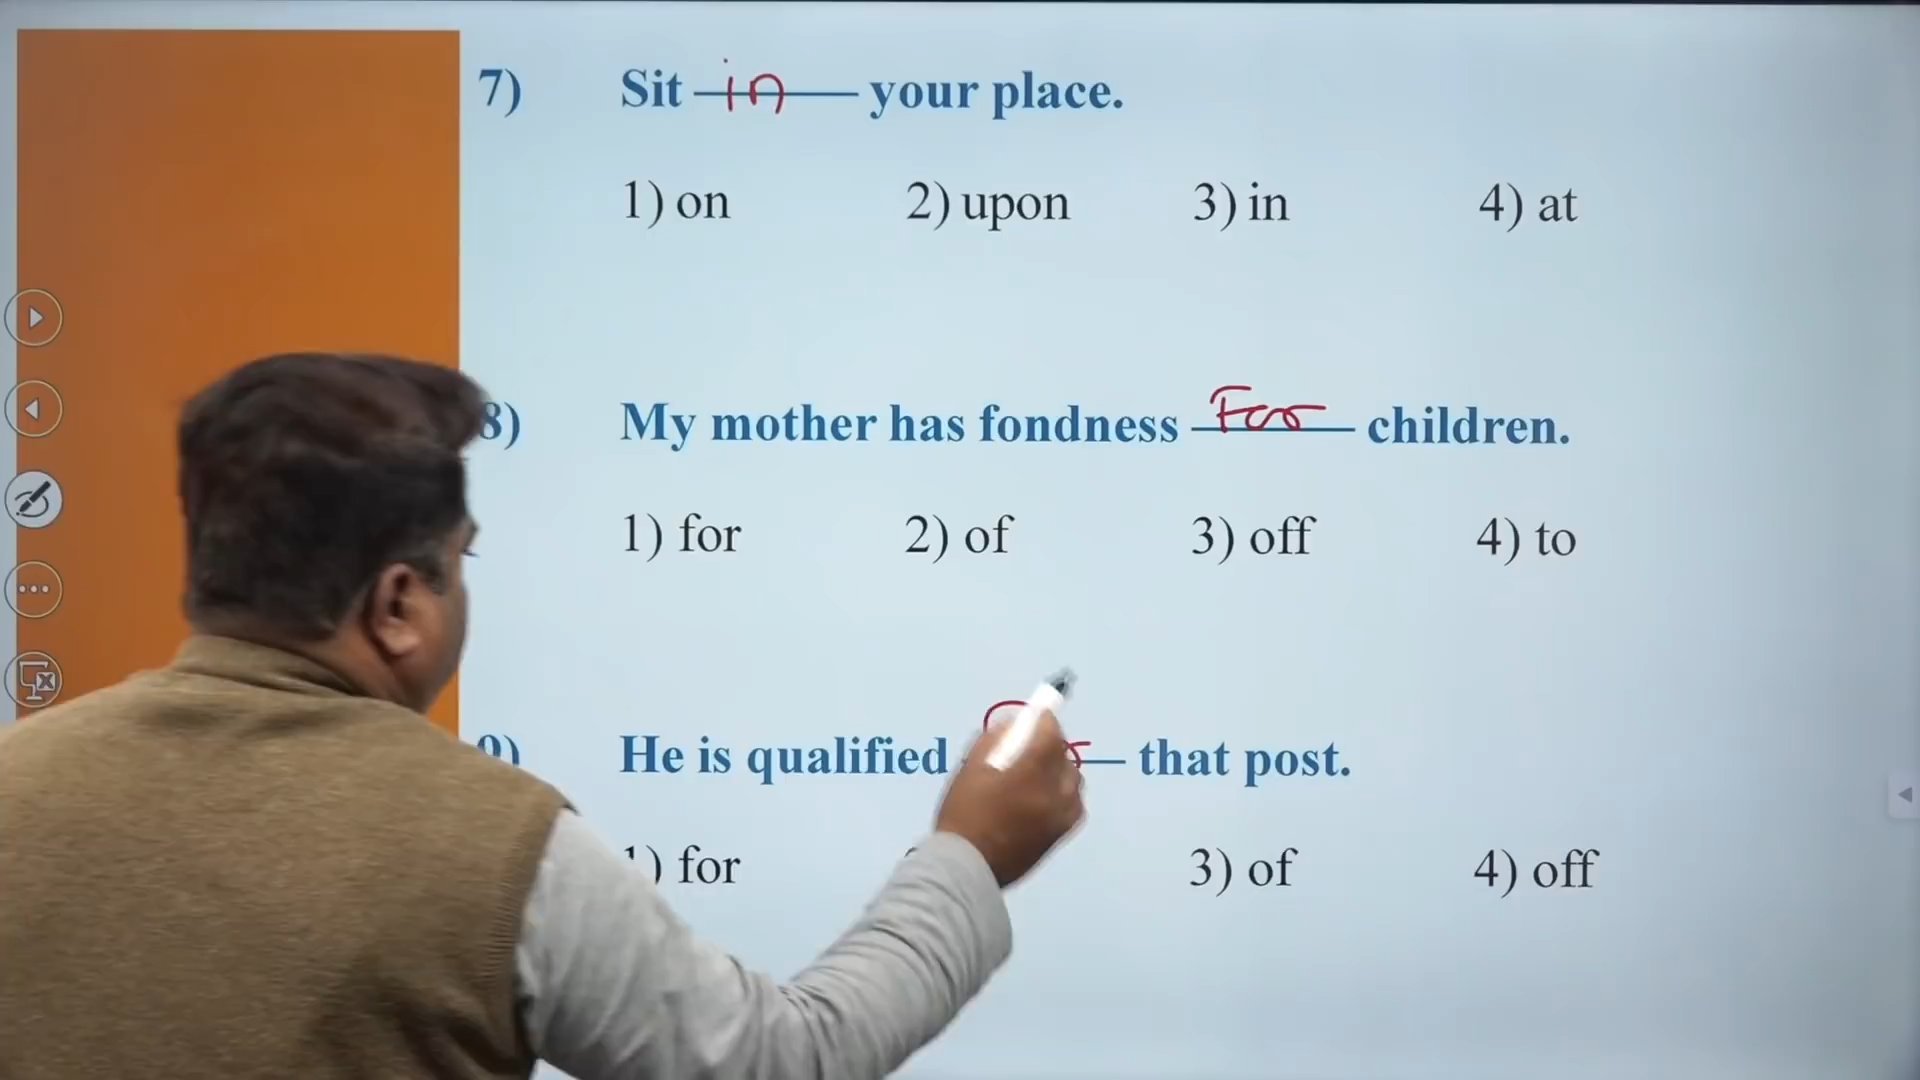 7) Sit in your place.
1) on 2) upon 3) in 4) at
8) My mother has fondness For children.
1) for 2) of 3) off 4) to
9) He is qualified that post.
1) for 3) of 4) off